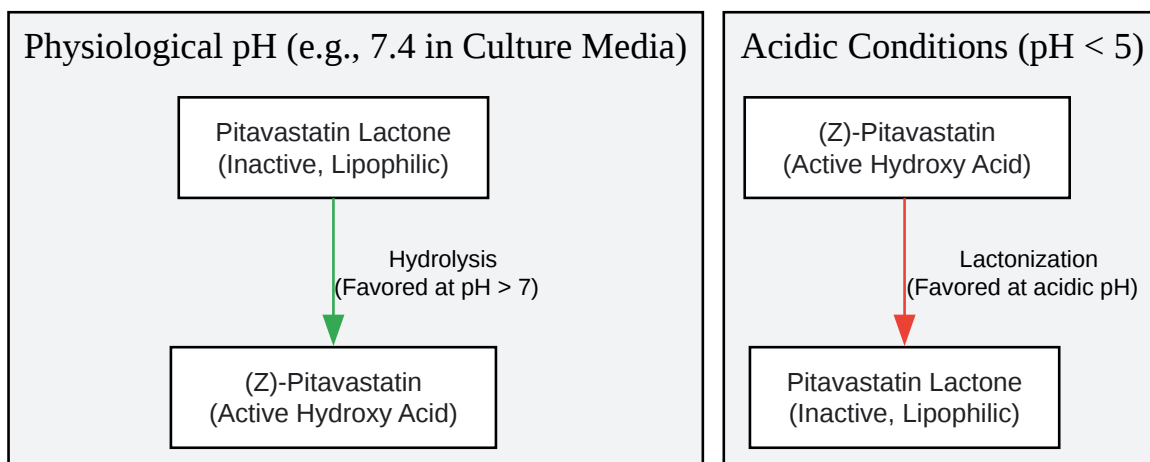 Physiological pH (e.g., 7.4 in Culture Media)
Pitavastatin Lactone
(Inactive, Lipophilic)
Hydrolysis
(Favored at pH > 7)
(Z)-Pitavastatin
(Active Hydroxy Acid)
Acidic Conditions (pH < 5)
(Z)-Pitavastatin
(Active Hydroxy Acid)
Lactonization
(Favored at acidic pH)
Pitavastatin Lactone
(Inactive, Lipophilic)